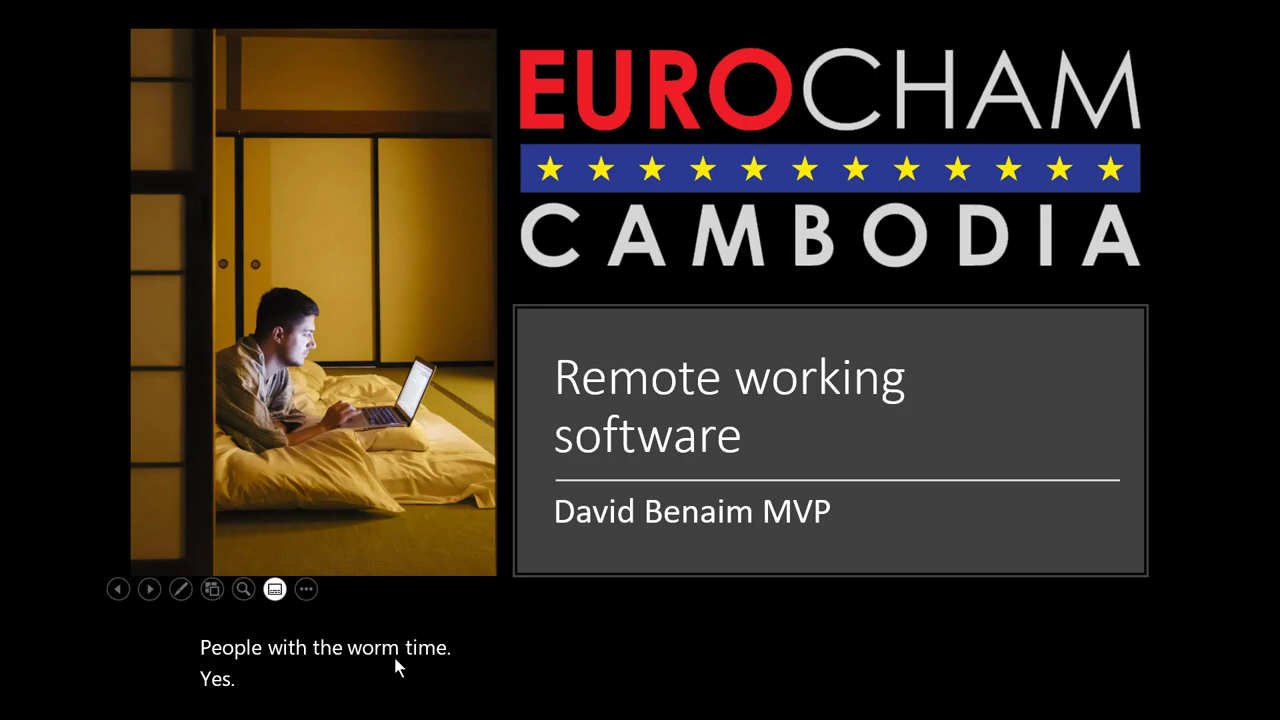 EUROCHAM
CAMBODIA
Remote working
software
David Benaim MVP
People with the worm time.
Yes.